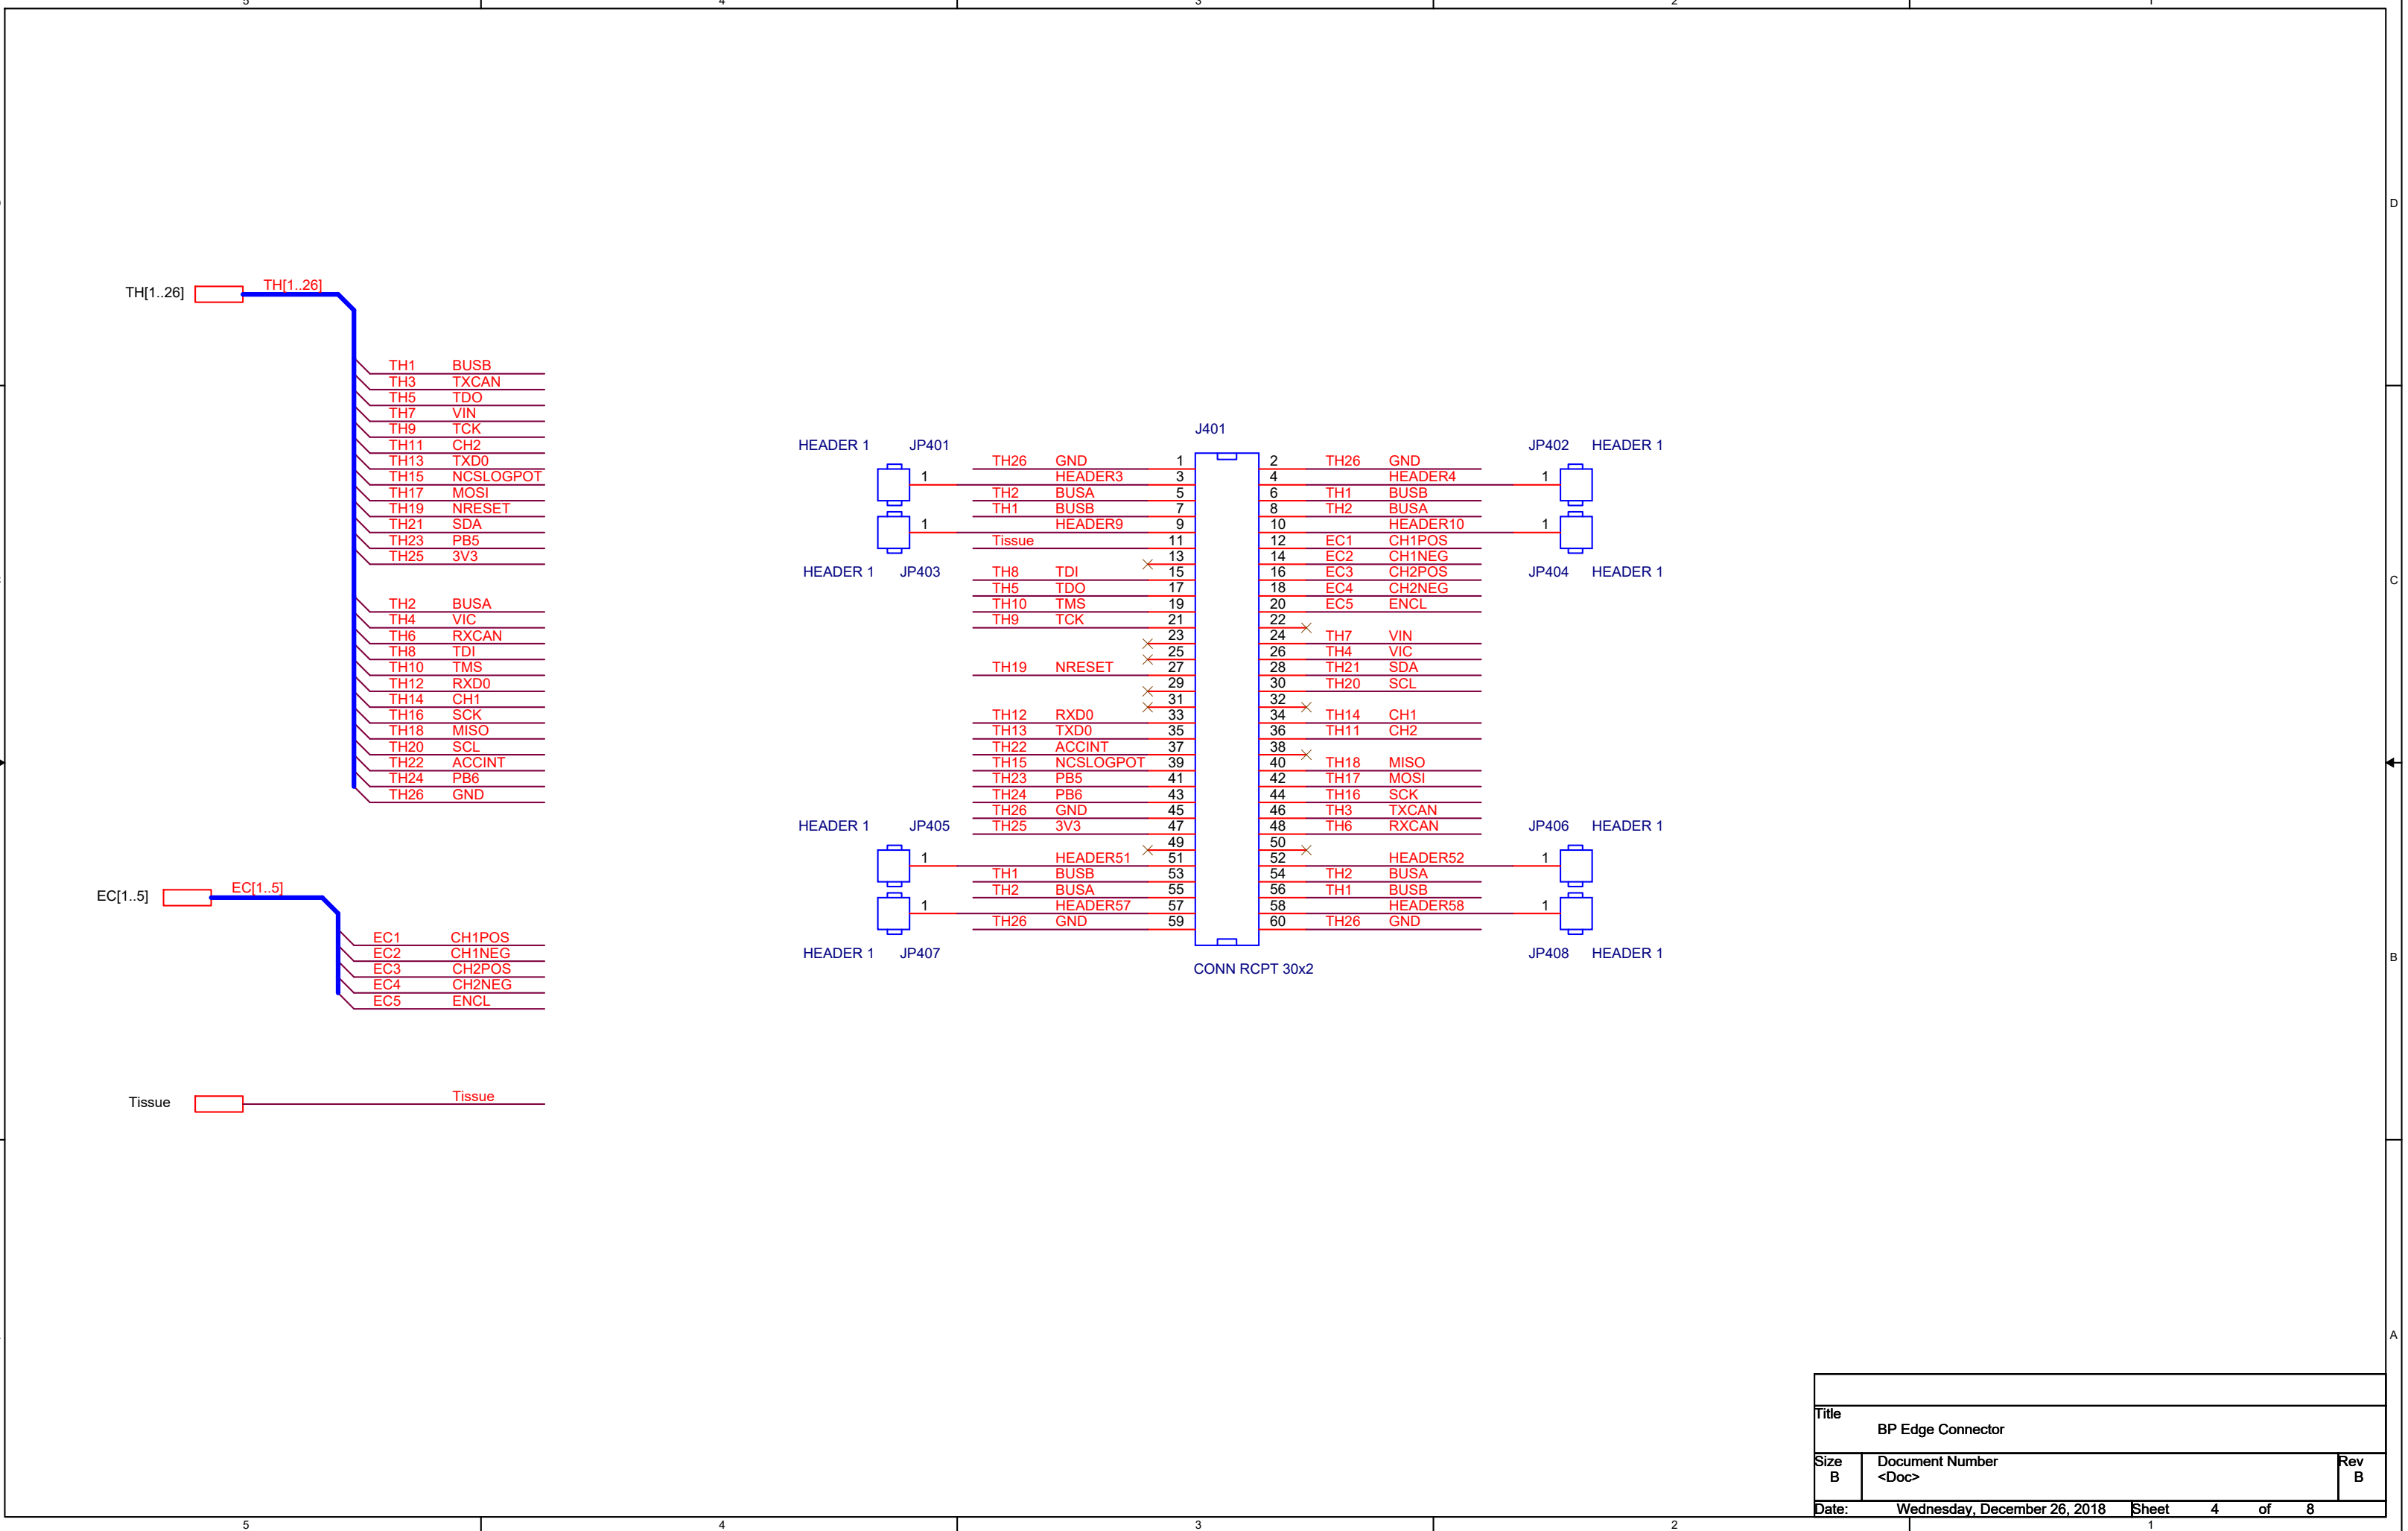 5 4 3 2 1
D
C
B
A
TH[1..26] TH[1..26]
TH1 BUSB
TH3 TXCAN
TH5 TDO
TH7 VIN
TH9 TCK
TH11 CH2
TH13 TXD0
TH15 NCSLOGPOT
TH17 MOSI
TH19 NRESET
TH21 SDA
TH23 PB5
TH25 3V3
TH2 BUSA
TH4 VIC
TH6 RXCAN
TH8 TDI
TH10 TMS
TH12 RXD0
TH14 CH1
TH16 SCK
TH18 MISO
TH20 SCL
TH22 ACCINT
TH24 PB6
TH26 GND
EC[1..5] EC[1..5]
EC1 CH1POS
EC2 CH1NEG
EC3 CH2POS
EC4 CH2NEG
EC5 ENCL
Tissue Tissue
J401
HEADER 1 JP401 JP402 HEADER 1
TH26 GND 1 2 TH26 GND
1 HEADER3 3 4 HEADER4 1
TH2 BUSA 5 6 TH1 BUSB
TH1 BUSB 7 8 TH2 BUSA
1 HEADER9 9 10 HEADER10 1
Tissue 11 12 EC1 CH1POS
13 14 EC2 CH1NEG
HEADER 1 JP403 JP404 HEADER 1
TH8 TDI 15 16 EC3 CH2POS
TH5 TDO 17 18 EC4 CH2NEG
TH10 TMS 19 20 EC5 ENCL
TH9 TCK 21 22
23 24 TH7 VIN
25 26 TH4 VIC
TH19 NRESET 27 28 TH21 SDA
29 30 TH20 SCL
31 32
TH12 RXD0 33 34 TH14 CH1
TH13 TXD0 35 36 TH11 CH2
TH22 ACCINT 37 38
TH15 NCSLOGPOT 39 40 TH18 MISO
TH23 PB5 41 42 TH17 MOSI
TH24 PB6 43 44 TH16 SCK
TH26 GND 45 46 TH3 TXCAN
TH25 3V3 47 48 TH6 RXCAN
HEADER 1 JP405 JP406 HEADER 1
49 50
1 HEADER51 51 52 HEADER52 1
TH1 BUSB 53 54 TH2 BUSA
TH2 BUSA 55 56 TH1 BUSB
1 HEADER57 57 58 HEADER58 1
TH26 GND 59 60 TH26 GND
HEADER 1 JP407 JP408 HEADER 1
CONN RCPT 30x2
Title
BP Edge Connector
Size Document Number Rev
B <Doc> B
Date: Wednesday, December 26, 2018 Sheet 4 of 8
5 4 3 2 1